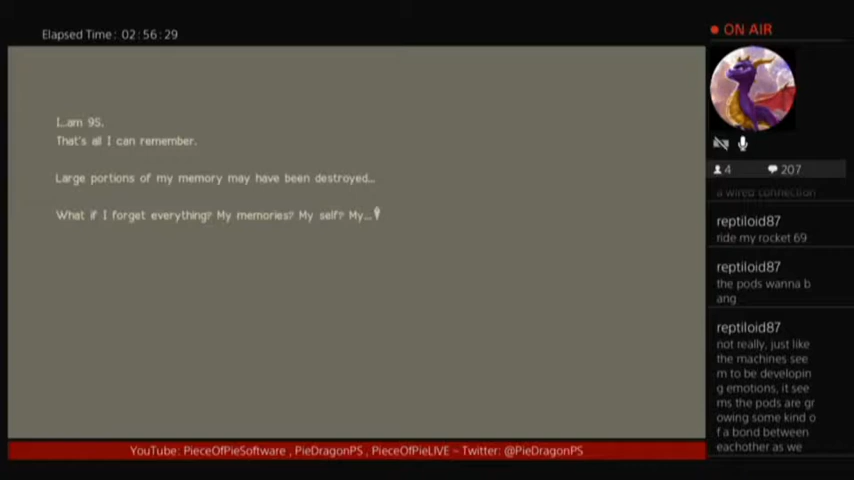 Elapsed Time: 02:56:29
ON AIR
I...am 9S.
That's all I can remember.
Large portions of my memory may have been destroyed...
What if I forget everything? My memories? My self? My...
4
207
a wired connection
reptiloid87
ride my rocket 69
reptiloid87
the pods wanna b
ang
reptiloid87
not really, just like
the machines see
m to be developin
g emotions, it see
ms the pods are gr
owing some kind o
f a bond between
eachother as we
YouTube: PieceOfPieSoftware , PieDragonPS , PieceOfPieLIVE – Twitter: @PieDragonPS